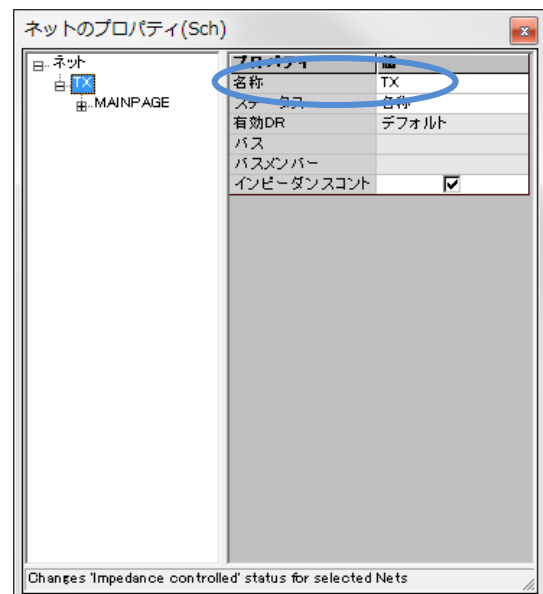 ネットのプロパティ(Sch)
ネット
TX
MAINPAGE
プロパティ 値
名称 TX
ステータス 名称
有効DR デフォルト
バス
バスメンバー
インピーダンスコント
Changes 'Impedance controlled' status for selected Nets